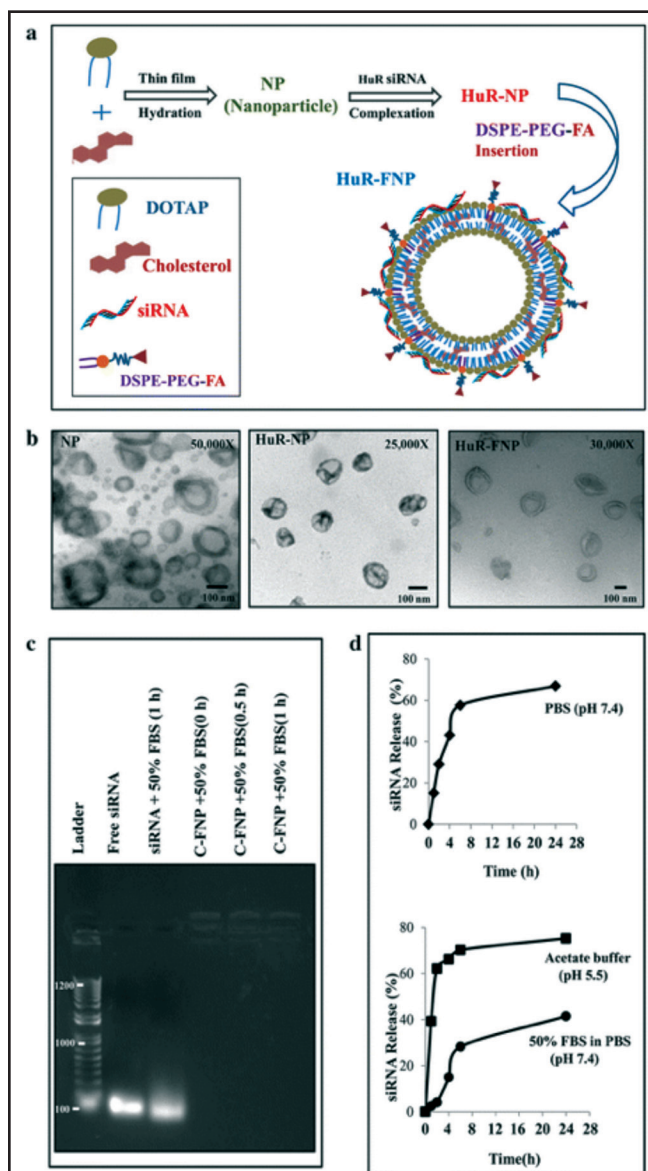 a
Thin film
Hydration
NP
(Nanoparticle)
HuR siRNA
Complexation
HuR-NP
DSPE-PEG-FA
Insertion
HuR-FNP
+
DOTAP
Cholesterol
siRNA
DSPE-PEG-FA
b
NP
50,000X
100 nm
HuR-NP
25,000X
100 nm
HuR-FNP
30,000X
100 nm
c
Ladder
Free siRNA
siRNA + 50% FBS (1 h)
C-FNP +50% FBS(0 h)
C-FNP +50% FBS(0.5 h)
C-FNP +50% FBS(1 h)
1200
1000
100
d
siRNA Release (%)
80
60
40
20
0
PBS (pH 7.4)
0 4 8 12 16 20 24 28
Time (h)
siRNA Release (%)
80
60
40
20
0
Acetate buffer
(pH 5.5)
50% FBS in PBS
(pH 7.4)
0 4 8 12 16 20 24 28
Time(h)